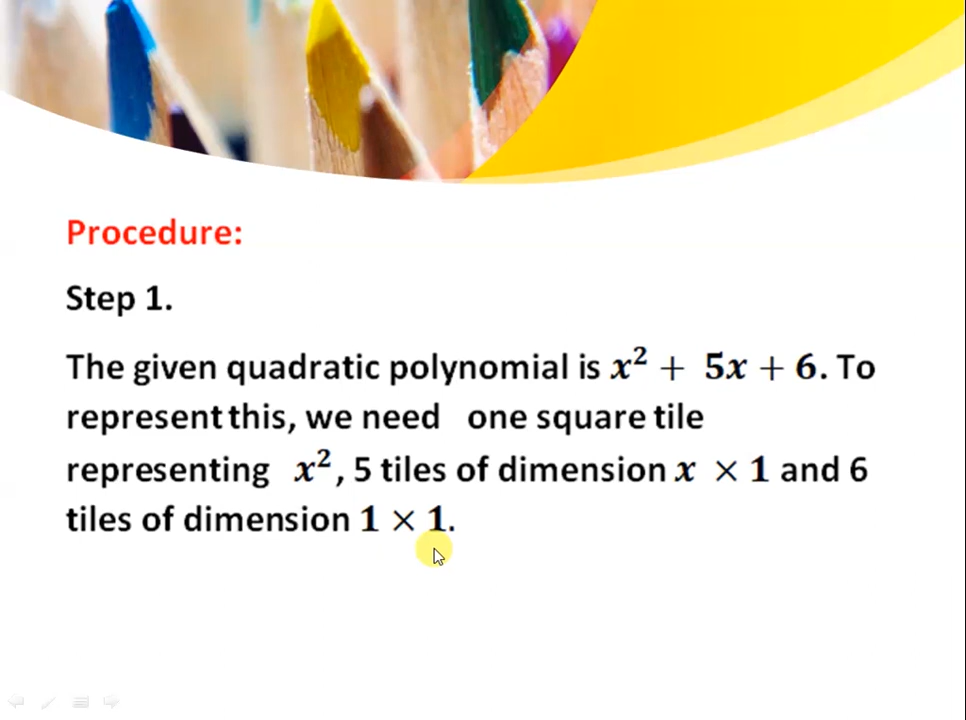 Procedure:
Step 1.
The given quadratic polynomial is x² + 5x + 6. To
represent this, we need one square tile
representing x², 5 tiles of dimension x × 1 and 6
tiles of dimension 1 × 1.